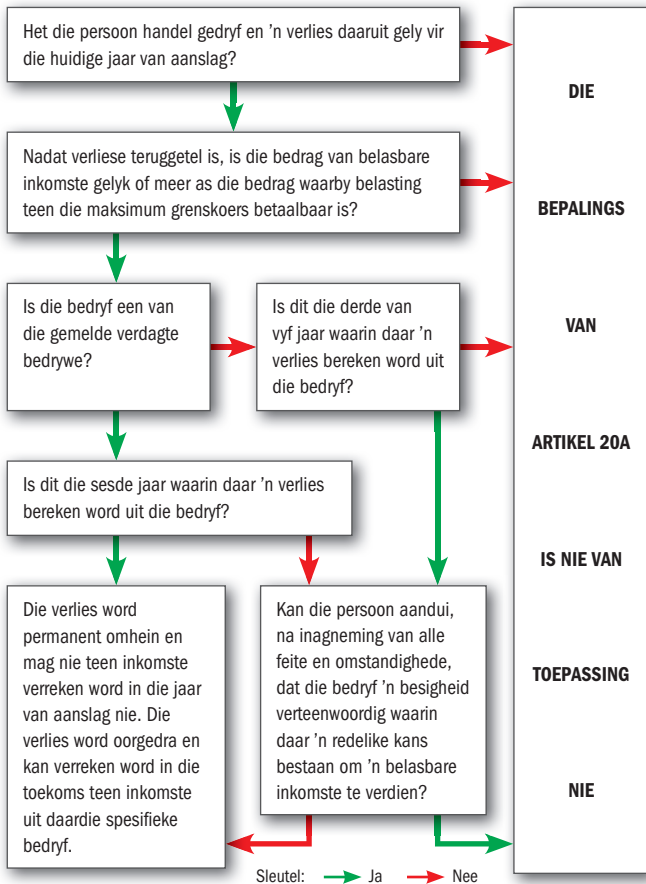 Het die persoon handel gedryf en 'n verlies daaruit gely vir
die huidige jaar van aanslag?
Nadat verliese teruggetel is, is die bedrag van belasbare
inkomste gelyk of meer as die bedrag waarby belasting
teen die maksimum grenskoers betaalbaar is?
Is die bedryf een van
die gemelde verdagte
bedrywe?
Is dit die derde van
vyf jaar waarin daar 'n
verlies bereken word uit
die bedryf?
Is dit die sesde jaar waarin daar 'n verlies
bereken word uit die bedryf?
Die verlies word
permanent omhein en
mag nie teen inkomste
verreken word in die jaar
van aanslag nie. Die
verlies word oorgedra en
kan verreken word in die
toekoms teen inkomste
uit daardie spesifieke
bedryf.
Kan die persoon aandui,
na inagneming van alle
feite en omstandighede,
dat die bedryf 'n besigheid
verteenwoordig waarin
daar 'n redelike kans
bestaan om 'n belasbare
inkomste te verdien?
DIE
BEPALINGS
VAN
ARTIKEL 20A
IS NIE VAN
TOEPASSING
NIE
Sleutel: Ja Nee